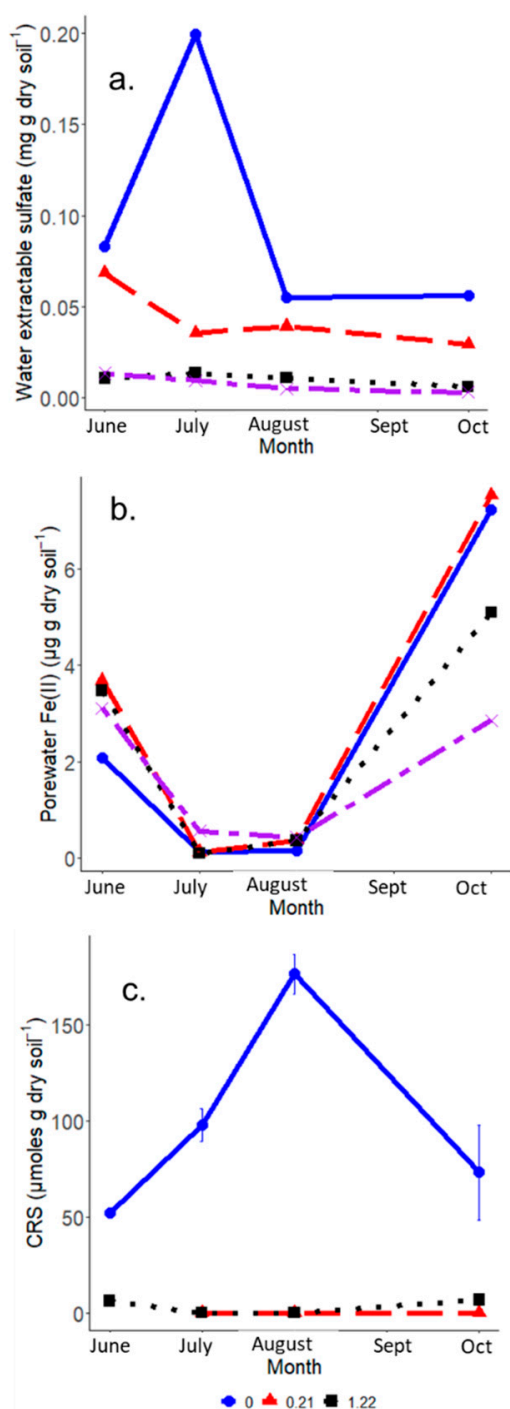 a.
Water extractable sulfate (mg g dry soil⁻¹)
0.20
0.15
0.10
0.05
0.00
June July August Sept Oct
Month
b.
Porewater Fe(II) (µg g dry soil⁻¹)
6
4
2
0
June July August Sept Oct
Month
c.
CRS (µmoles g dry soil⁻¹)
150
100
50
0
June July August Sept Oct
Month
0 0.21 1.22